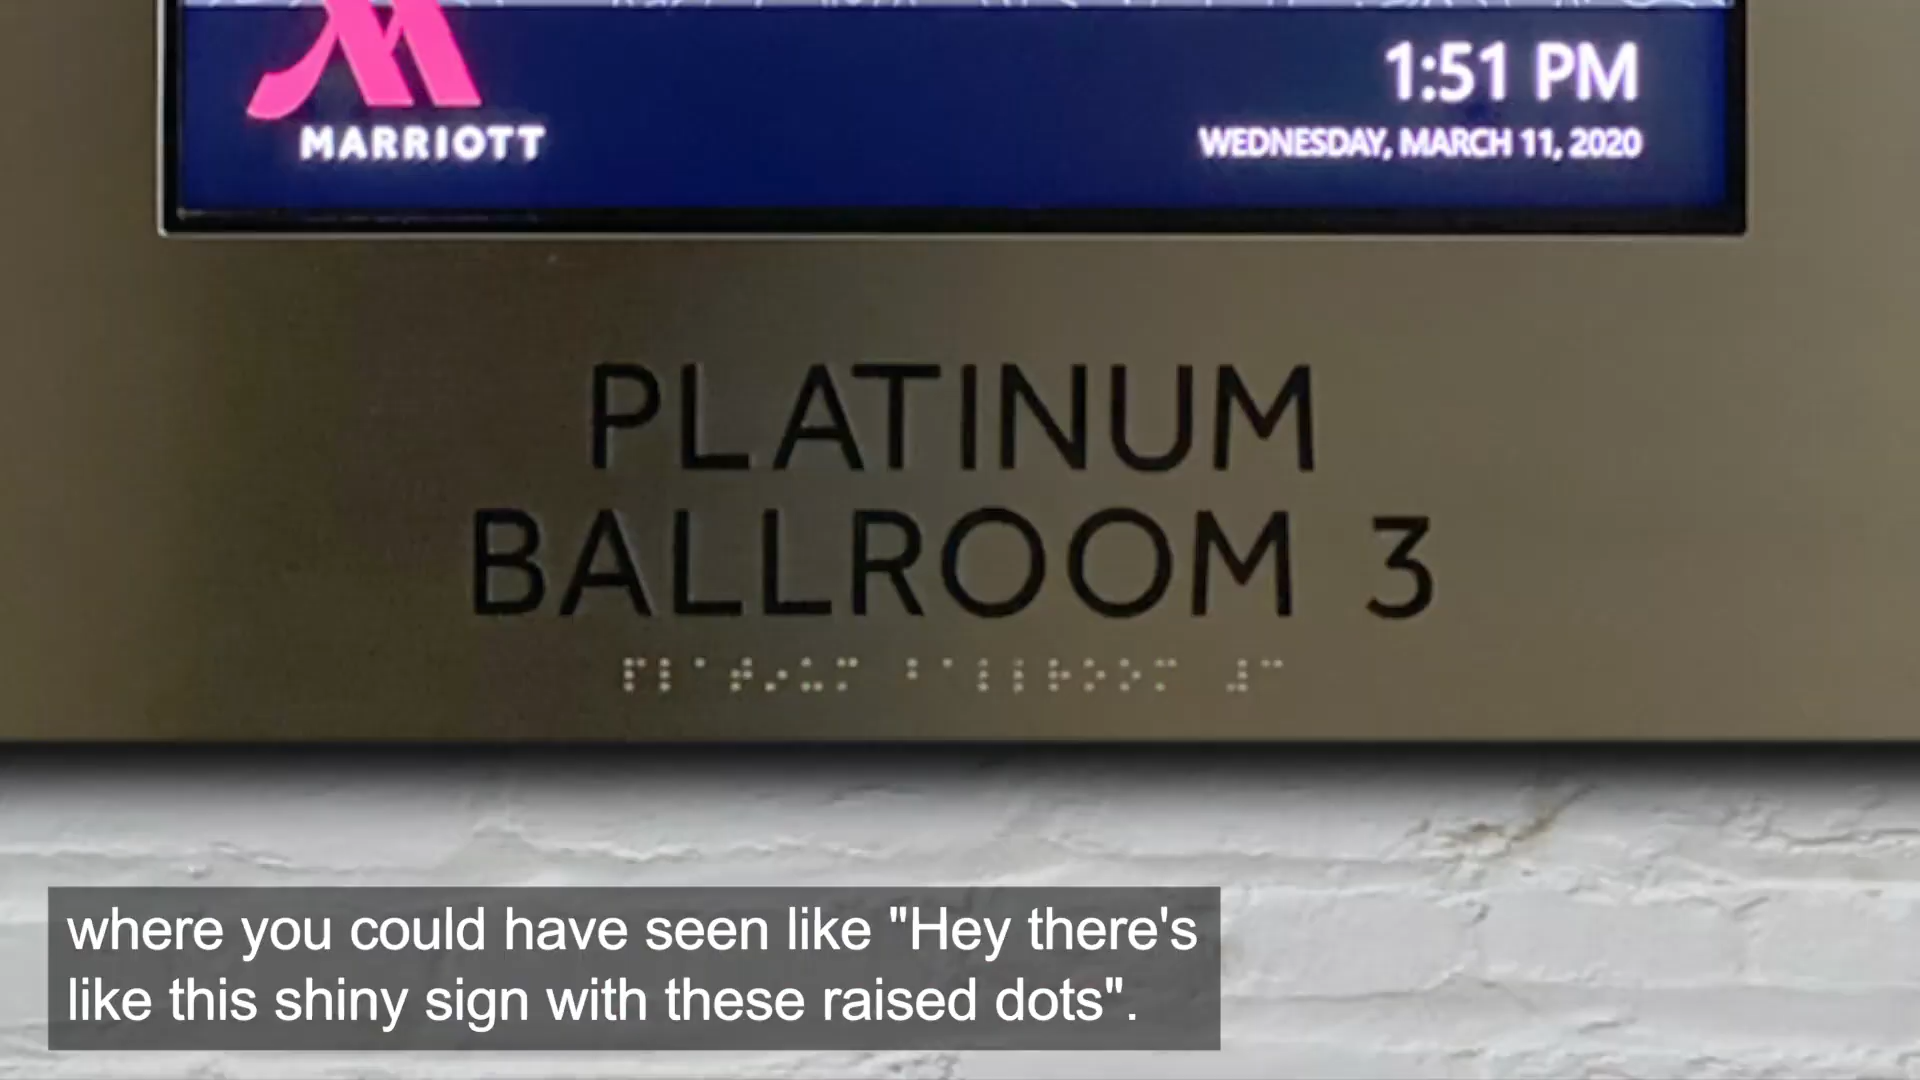 MARRIOTT
1:51 PM
WEDNESDAY, MARCH 11, 2020
PLATINUM
BALLROOM 3
⠏⠇⠁⠞⠊⠝⠥⠍ ⠃⠁⠇⠇⠗⠕⠕⠍ ⠼⠉
where you could have seen like "Hey there's
like this shiny sign with these raised dots".